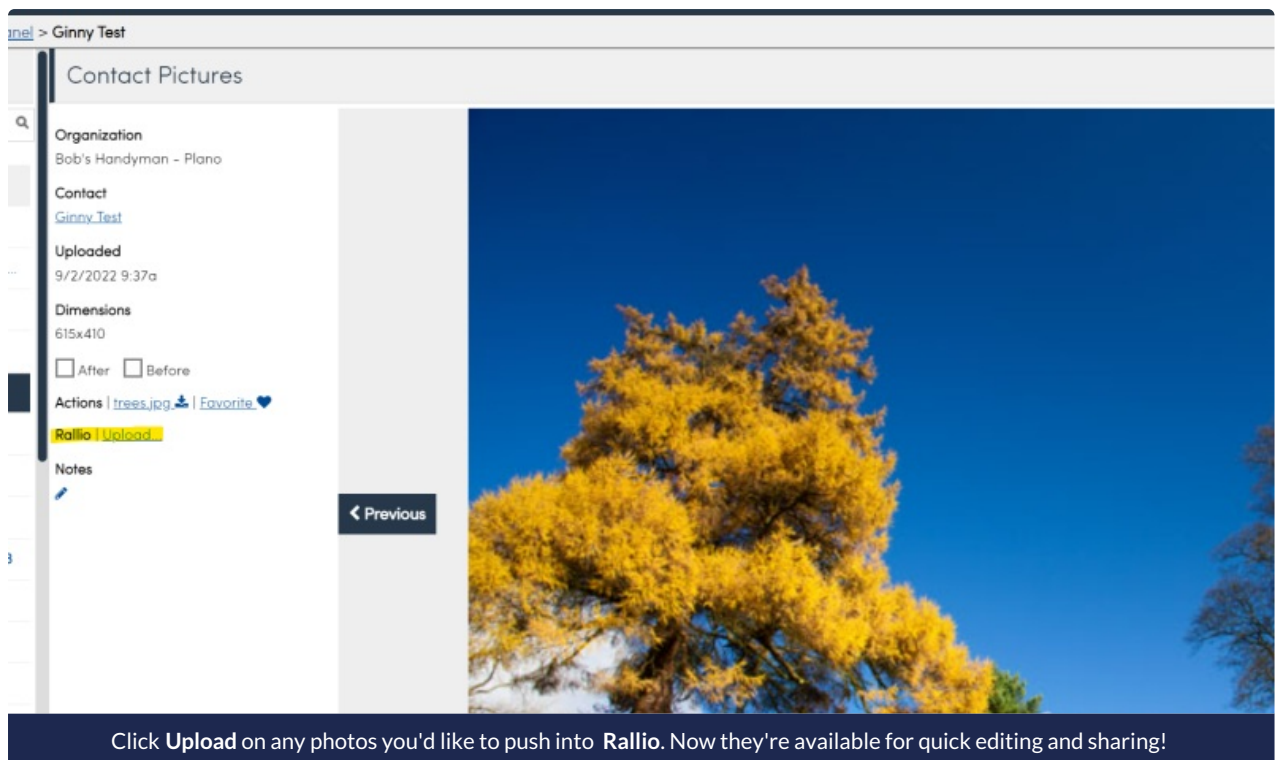 anel > Ginny Test
Contact Pictures
Organization
Bob's Handyman - Plano
Contact
Ginny Test
Uploaded
9/2/2022 9:37a
...
Dimensions
615x410
After Before
Actions | trees.jpg | Favorite
Rallio | Upload...
Notes
Previous
Click Upload on any photos you'd like to push into Rallio. Now they're available for quick editing and sharing!